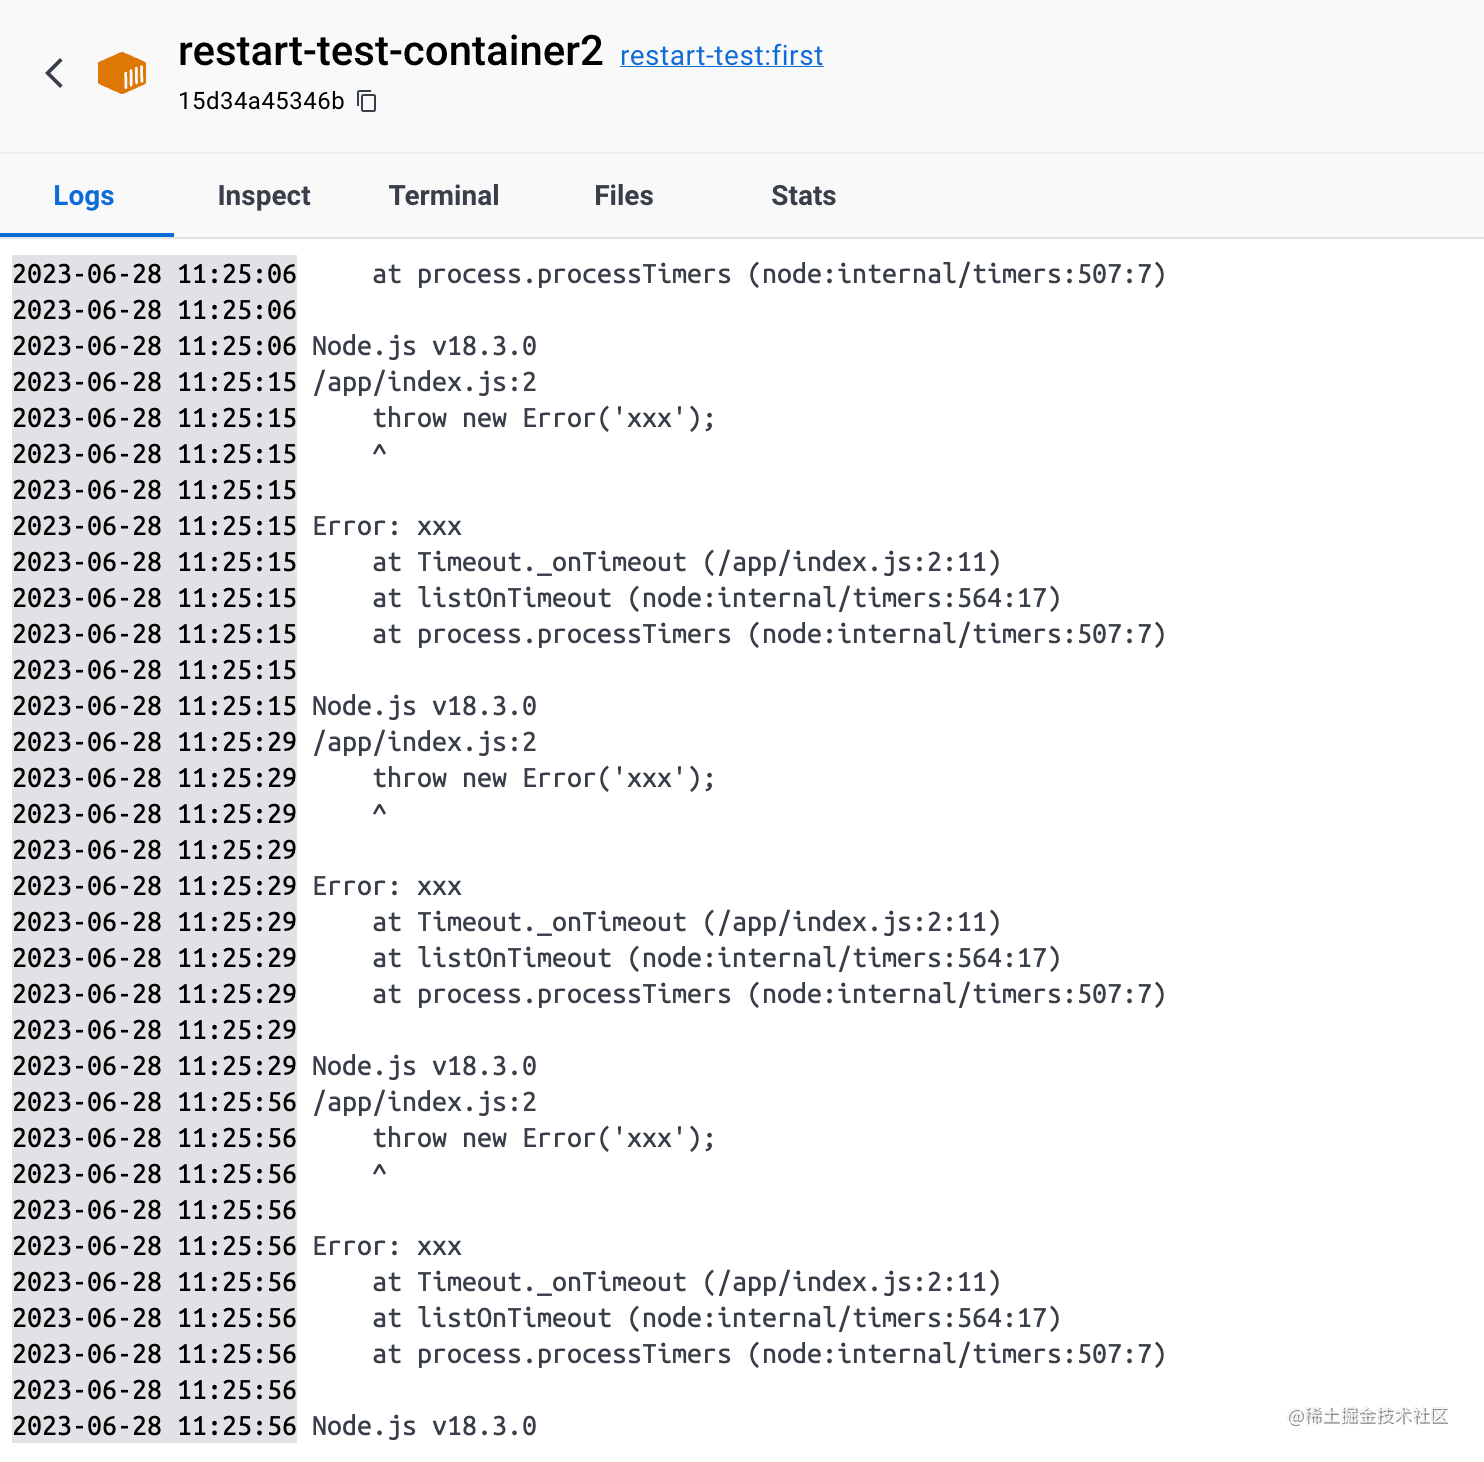 restart-test-container2 restart-test:first
15d34a45346b
Logs Inspect Terminal Files Stats
2023-06-28 11:25:06     at process.processTimers (node:internal/timers:507:7)
2023-06-28 11:25:06
2023-06-28 11:25:06 Node.js v18.3.0
2023-06-28 11:25:15 /app/index.js:2
2023-06-28 11:25:15     throw new Error('xxx');
2023-06-28 11:25:15     ^
2023-06-28 11:25:15
2023-06-28 11:25:15 Error: xxx
2023-06-28 11:25:15     at Timeout._onTimeout (/app/index.js:2:11)
2023-06-28 11:25:15     at listOnTimeout (node:internal/timers:564:17)
2023-06-28 11:25:15     at process.processTimers (node:internal/timers:507:7)
2023-06-28 11:25:15
2023-06-28 11:25:15 Node.js v18.3.0
2023-06-28 11:25:29 /app/index.js:2
2023-06-28 11:25:29     throw new Error('xxx');
2023-06-28 11:25:29     ^
2023-06-28 11:25:29
2023-06-28 11:25:29 Error: xxx
2023-06-28 11:25:29     at Timeout._onTimeout (/app/index.js:2:11)
2023-06-28 11:25:29     at listOnTimeout (node:internal/timers:564:17)
2023-06-28 11:25:29     at process.processTimers (node:internal/timers:507:7)
2023-06-28 11:25:29
2023-06-28 11:25:29 Node.js v18.3.0
2023-06-28 11:25:56 /app/index.js:2
2023-06-28 11:25:56     throw new Error('xxx');
2023-06-28 11:25:56     ^
2023-06-28 11:25:56
2023-06-28 11:25:56 Error: xxx
2023-06-28 11:25:56     at Timeout._onTimeout (/app/index.js:2:11)
2023-06-28 11:25:56     at listOnTimeout (node:internal/timers:564:17)
2023-06-28 11:25:56     at process.processTimers (node:internal/timers:507:7)
2023-06-28 11:25:56
2023-06-28 11:25:56 Node.js v18.3.0
@稀土掘金技术社区